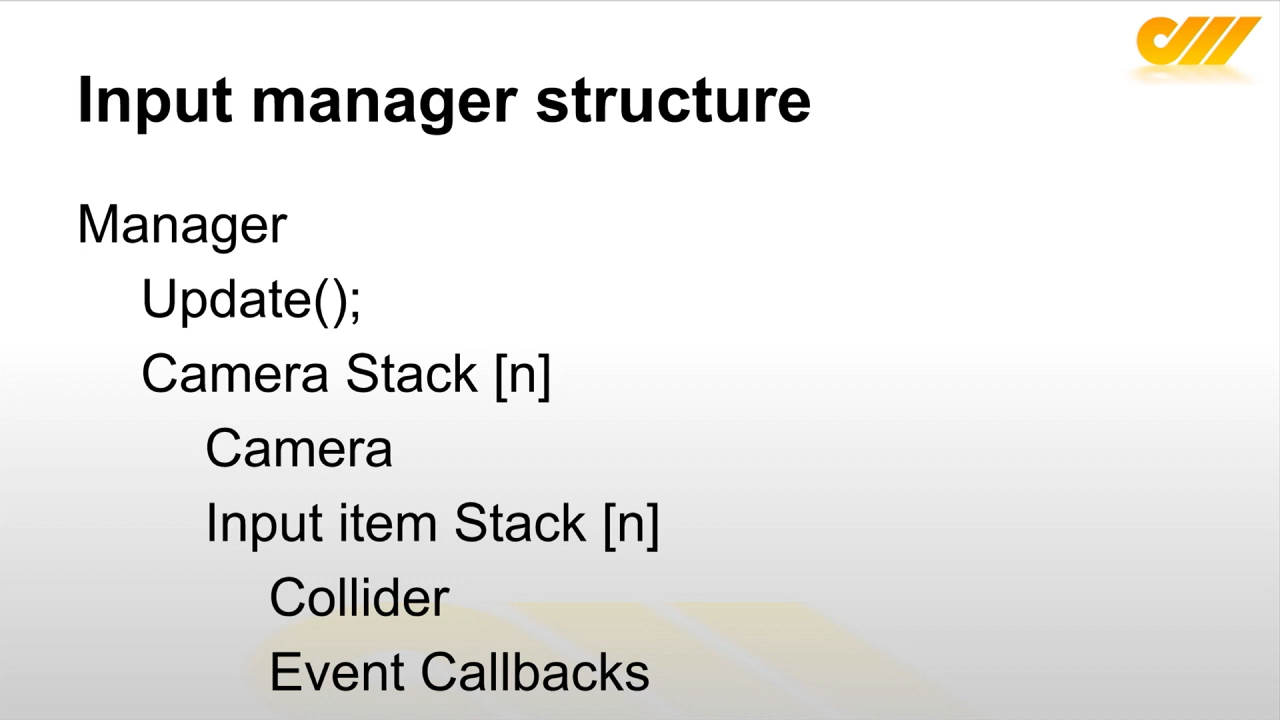 Input manager structure
Manager
Update();
Camera Stack [n]
Camera
Input item Stack [n]
Collider
Event Callbacks